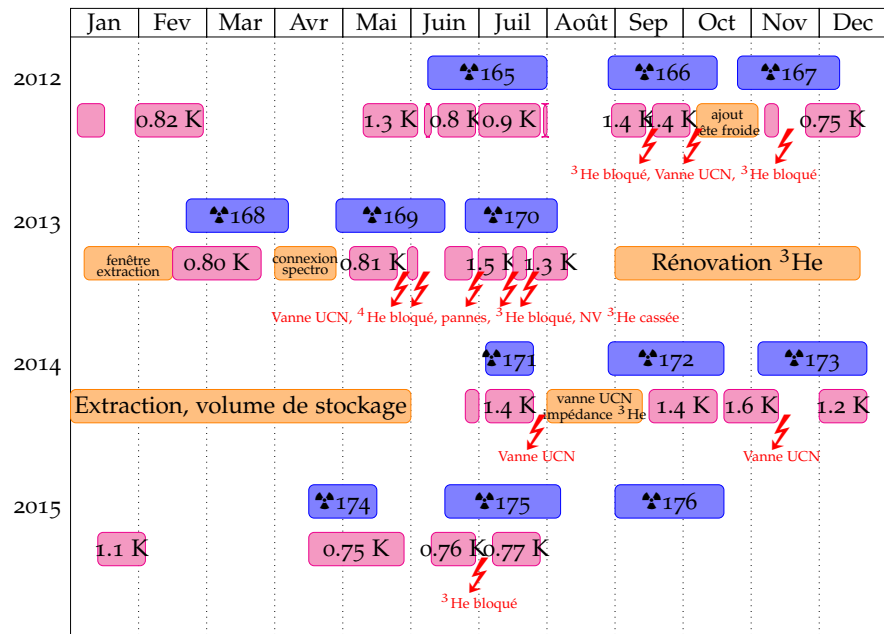 Jan Fev Mar Avr Mai Juin Juil Août Sep Oct Nov Dec
2012
165 166 167
0.82 K 1.3 K 0.8 K 0.9 K 1.4 K 1.4 K ajout tête froide 0.75 K
³He bloqué, Vanne UCN, ³He bloqué
2013
168 169 170
fenêtre extraction 0.80 K connexion spectro 0.81 K 1.5 K 1.3 K Rénovation ³He
Vanne UCN, ⁴He bloqué, pannes, ³He bloqué, NV ³He cassée
2014
171 172 173
Extraction, volume de stockage 1.4 K vanne UCN impédance ³He 1.4 K 1.6 K 1.2 K
Vanne UCN Vanne UCN
2015
174 175 176
1.1 K 0.75 K 0.76 K 0.77 K
³He bloqué